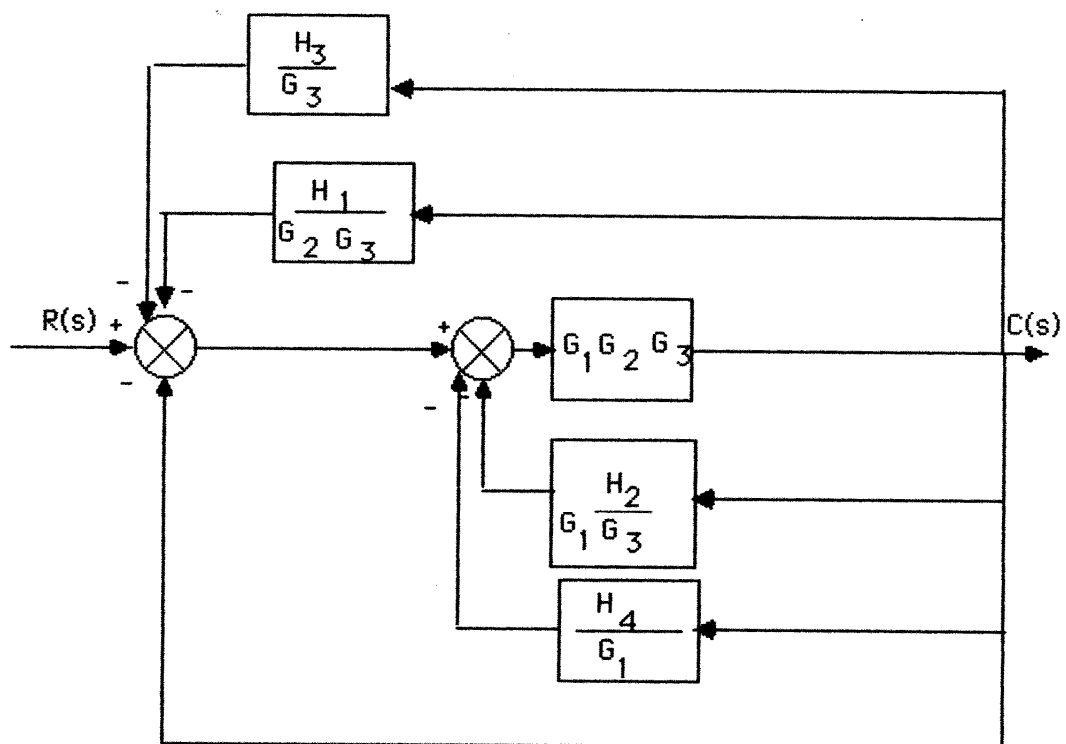 H3
G3
H1
G2 G3
R(s) + - -
-
+ - -
G1 G2 G3
C(s)
H2
G1 G3
H4
G1